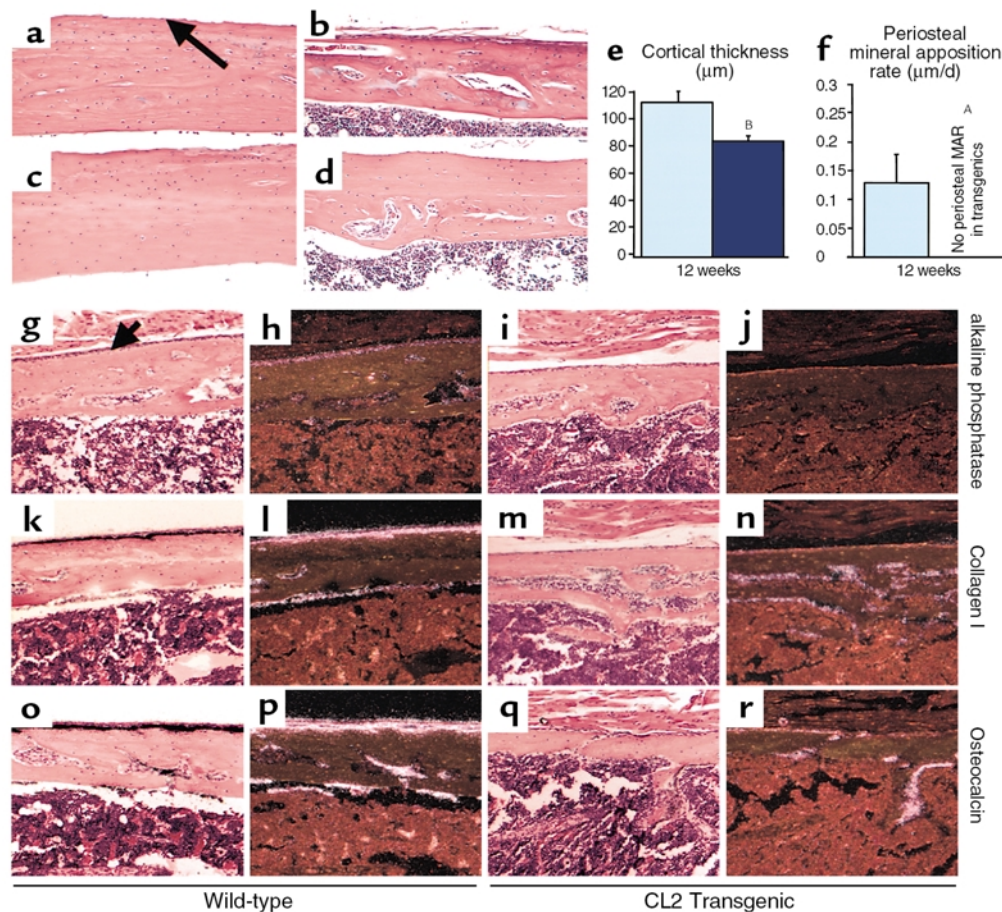 a
b
c
d
e
Cortical thickness
(μm)
120
100
80
60
40
20
0
B
12 weeks
f
Periosteal
mineral apposition
rate (μm/d)
0.3
0.25
0.2
0.15
0.1
0.05
0
A
No periosteal MAR
in transgenics
12 weeks
g
h
i
j
alkaline phosphatase
k
l
m
n
Collagen I
o
p
q
r
Osteocalcin
Wild-type
CL2 Transgenic